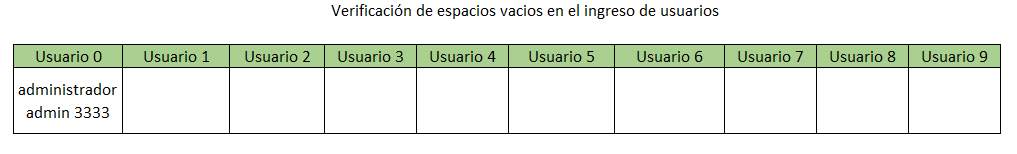 Verificación de espacios vacios en el ingreso de usuarios
Usuario 0 Usuario 1 Usuario 2 Usuario 3 Usuario 4 Usuario 5 Usuario 6 Usuario 7 Usuario 8 Usuario 9
administrador
admin 3333